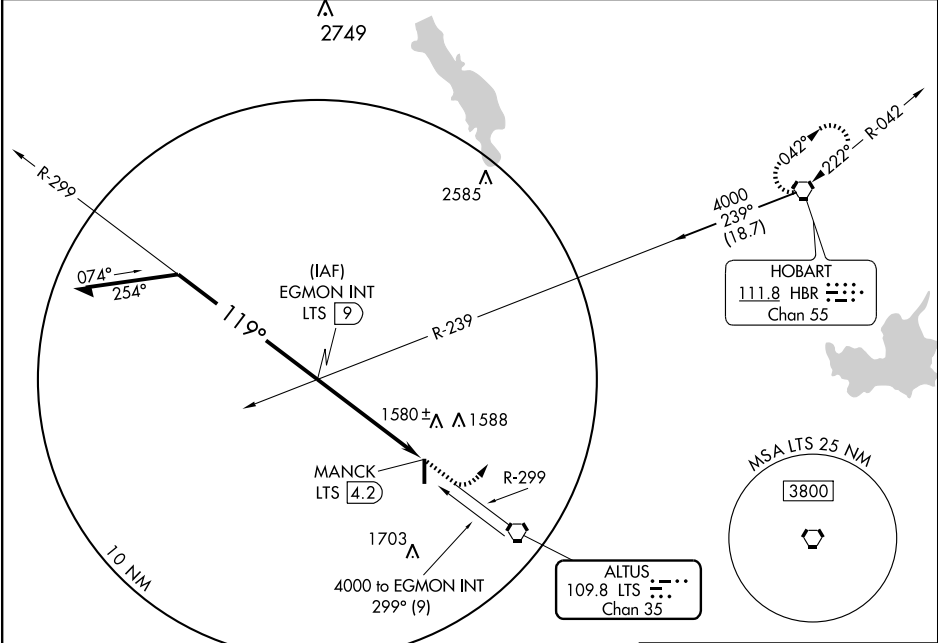 2749
R-299
2585
042°
222°
R-042
4000
239°
(18.7)
HOBART
111.8 HBR
Chan 55
074°
254°
(IAF)
EGMON INT
LTS 9
119°
R-239
1580± 1588
MANCK
LTS 4.2
R-299
MSA LTS 25 NM
3800
1703
10 NM
4000 to EGMON INT
299° (9)
ALTUS
109.8 LTS
Chan 35